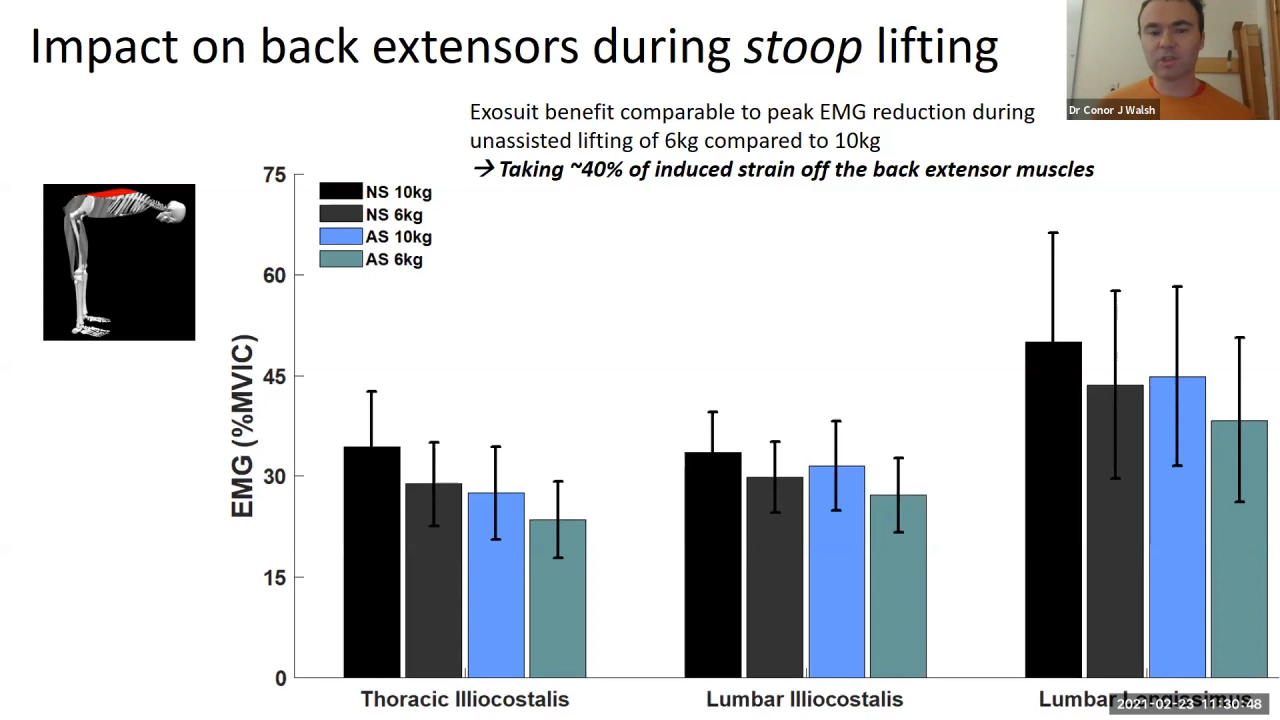 Impact on back extensors during stoop lifting
Dr Conor J Walsh
Exosuit benefit comparable to peak EMG reduction during
unassisted lifting of 6kg compared to 10kg
→ Taking ~40% of induced strain off the back extensor muscles
75
60
45
30
15
0
EMG (%MVIC)
NS 10kg
NS 6kg
AS 10kg
AS 6kg
Thoracic Illiocostalis
Lumbar Illiocostalis
Lumbar Longissimus
2021-02-23 11:30:48